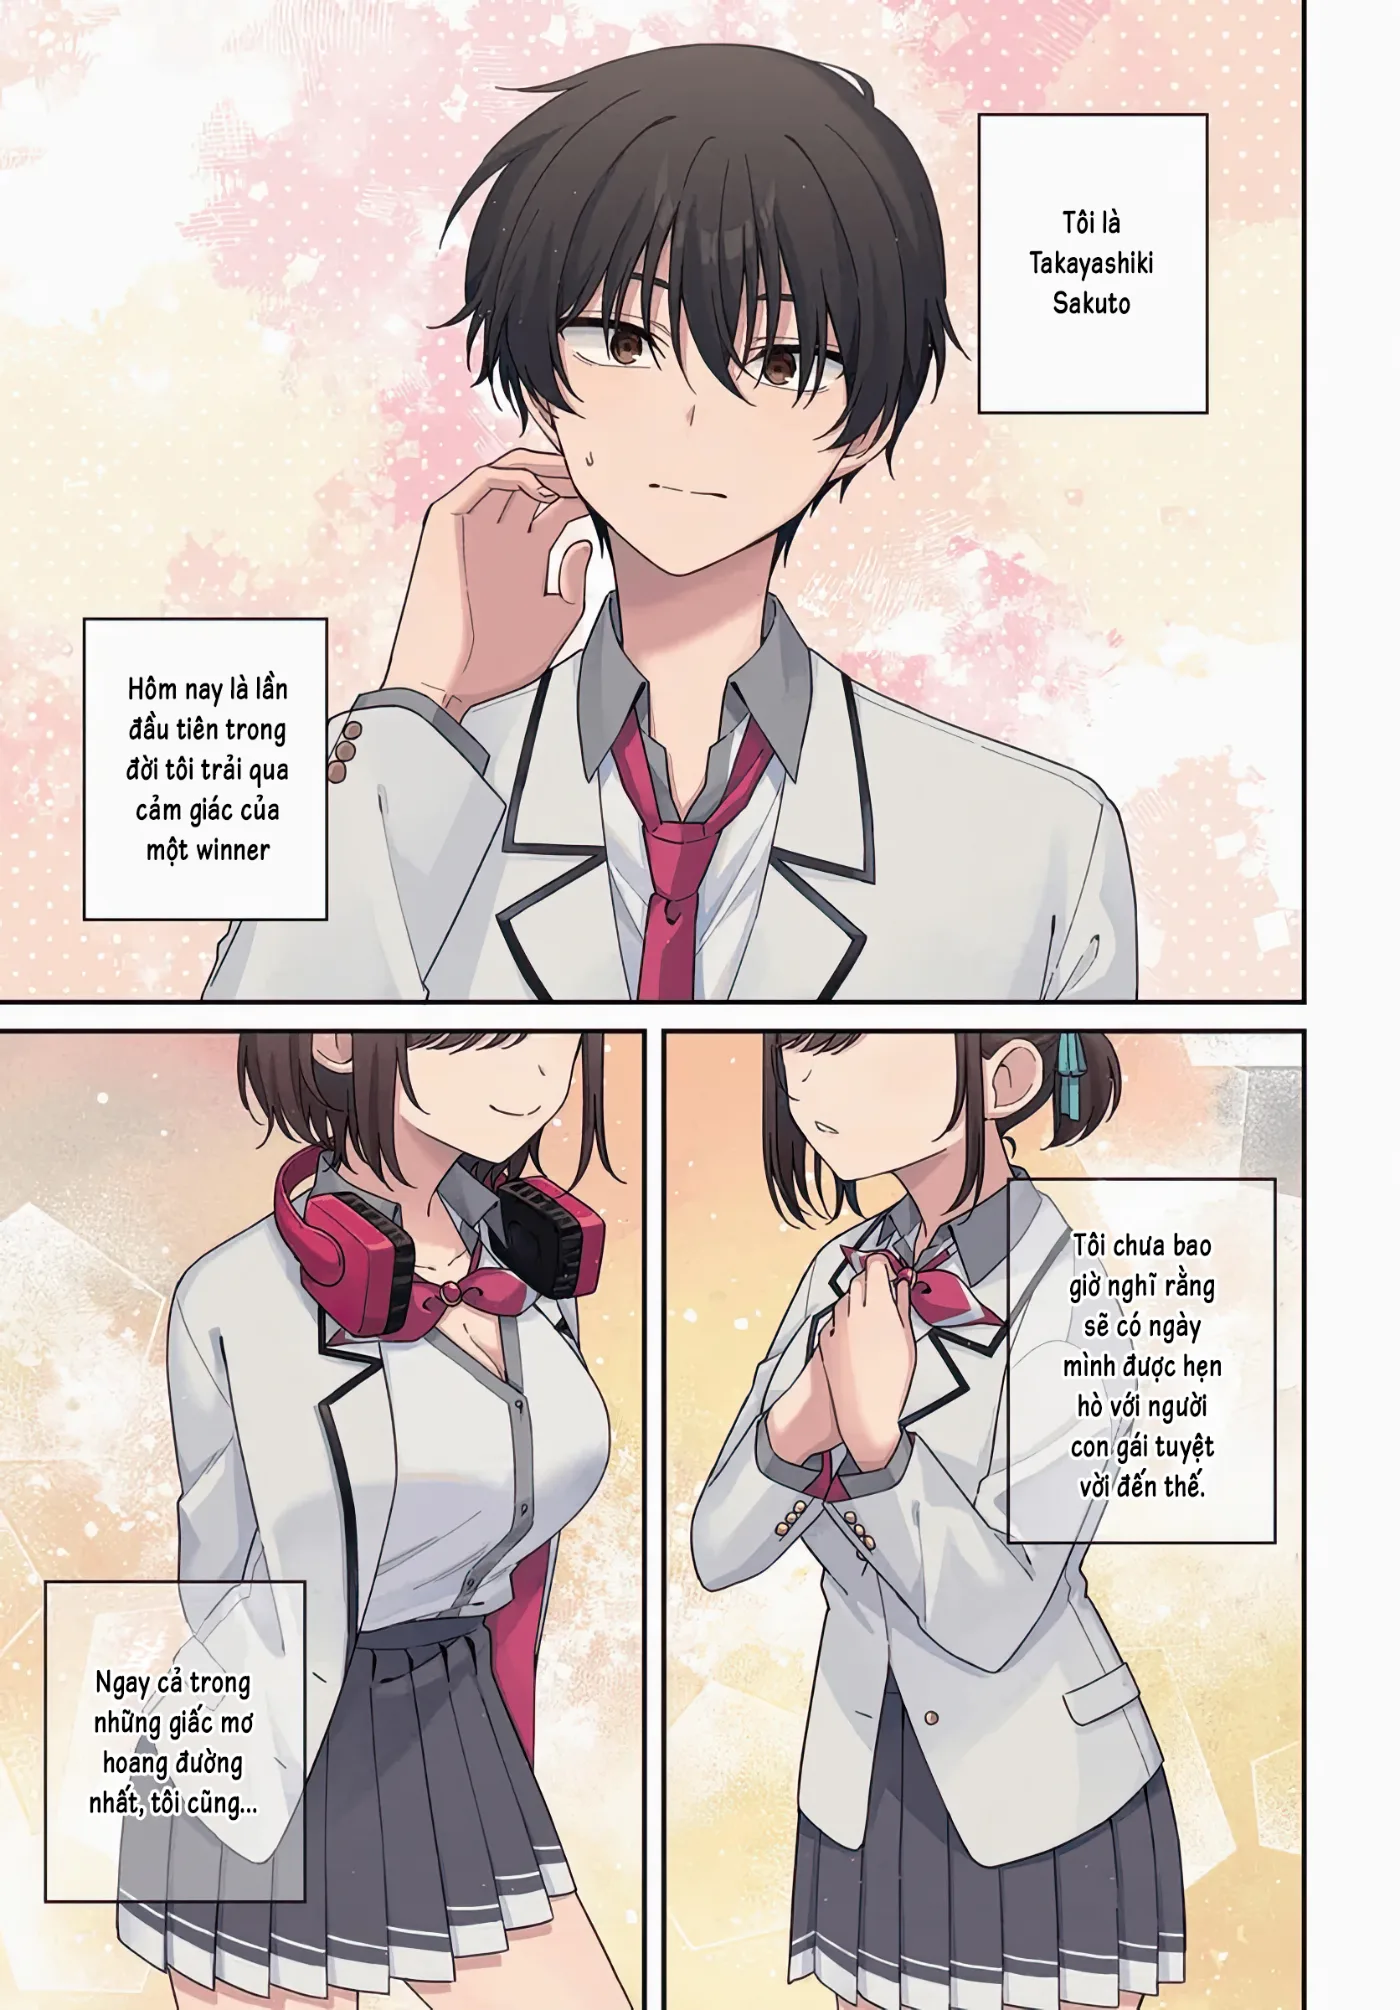 Tôi là
Takayashiki
Sakuto
Hôm nay là lần
đầu tiên trong
đời tôi trải qua
cảm giác của
một winner
Tôi chưa bao
giờ nghĩ rằng
sẽ có ngày
mình được hẹn
hò với người
con gái tuyệt
vời đến thế.
Ngay cả trong
những giấc mơ
hoang đường
nhất, tôi cũng...